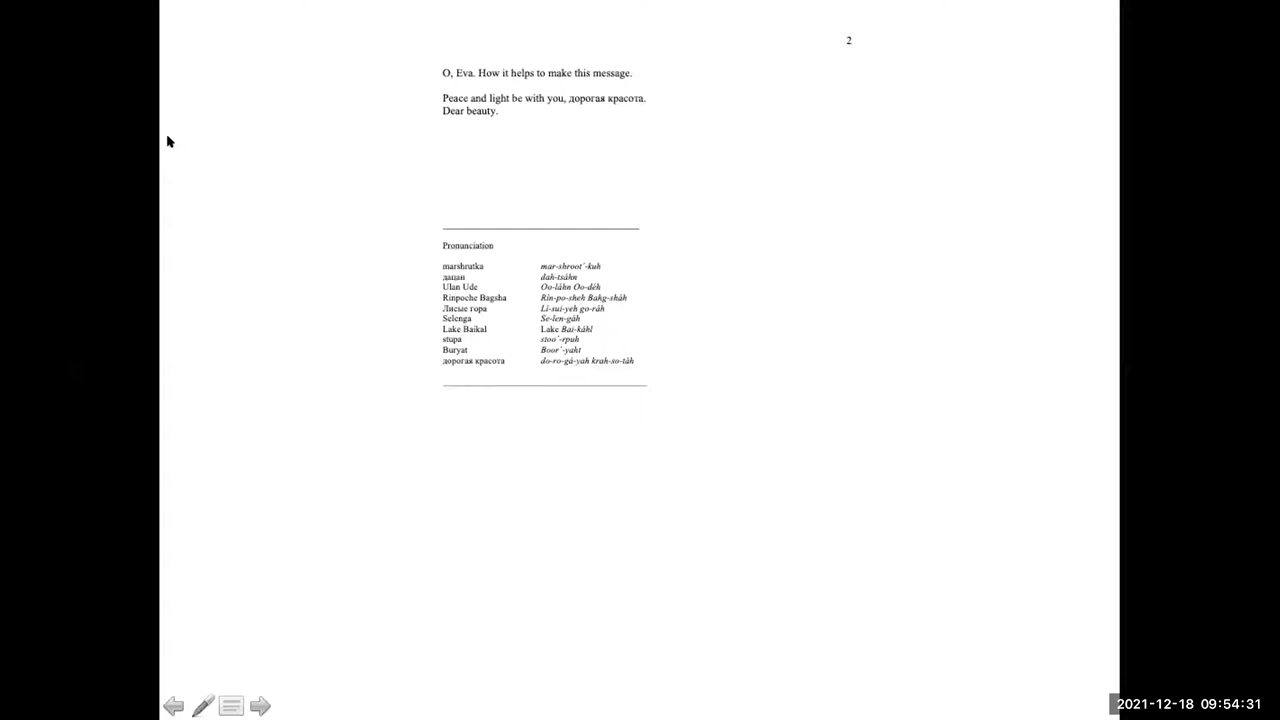 2
O, Eva. How it helps to make this message.
Peace and light be with you, дорогая красота.
Dear beauty.
Pronunciation
marshrutka mar-shroot´-kuh
дацан dah-tsáhn
Ulan Ude Oo-láhn Oo-déh
Rinpoche Bagsha Rín-po-sheh Bahg-sháh
Лысые гора Lí-sui-yeh go-ráh
Selenga Se-len-gáh
Lake Baikal Lake Bai-káhl
stupa stoo´-rpuh
Buryat Boor´-yaht
дорогая красота do-ro-gá-yah krah-so-táh
2021-12-18 09:54:31